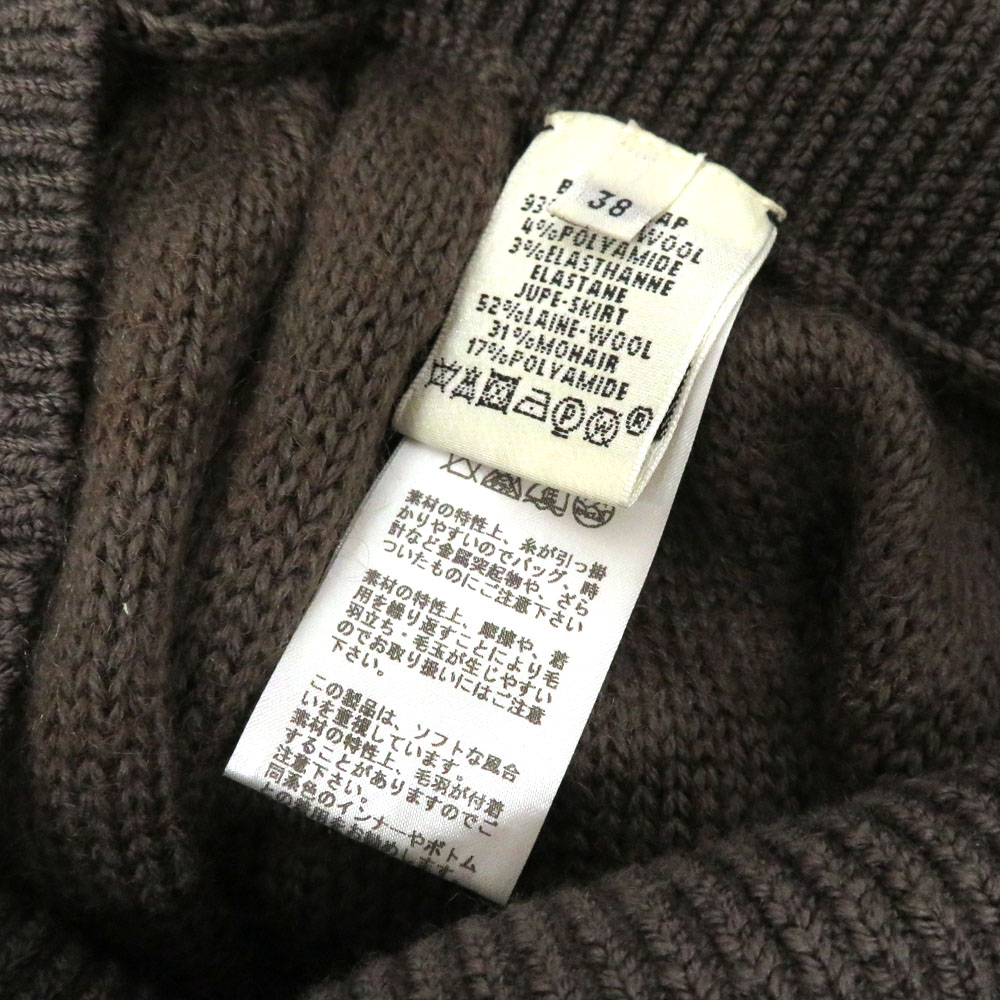 38
4%POLYAMIDE
3%ELASTHANNE
ELASTANE
JUPE-SKIRT
52%LAINE-WOOL
31%MOHAIR
17%POLYAMIDE
P W ®
素材の特性上、糸が引っ掛
かりやすいのでバッグ、時
計など金属突起物や、ざら
ついたものにご注意下さい
素材の特性上、摩擦や、着
用を繰り返すことにより毛
羽立ち・毛玉が生じやすい
のでお取り扱いにはご注意
下さい。
この製品は、ソフトな風合
いを重視しています。
素材の特性上、毛羽が付着
することがありますのでご
注意下さい。
同系色のインナーやボトム